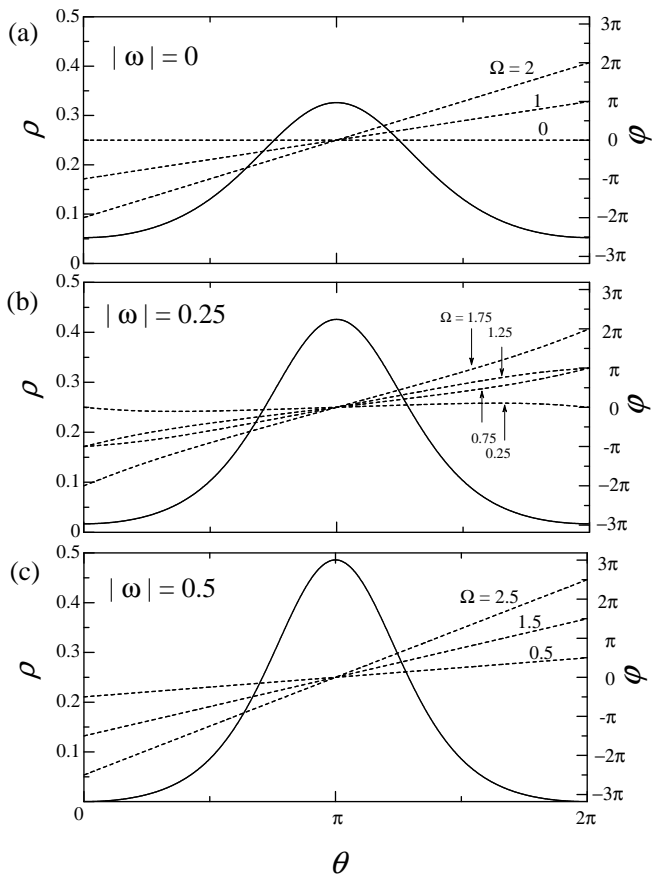 (a)
| ω | = 0
0.5
0.4
0.3
0.2
0.1
0
ρ
3π
2π
π
0
-π
−2π
−3π
φ
Ω = 2
1
0
(b)
| ω | = 0.25
0.5
0.4
0.3
0.2
0.1
0
ρ
3π
2π
π
0
-π
−2π
−3π
φ
Ω = 1.75
1.25
0.75
0.25
(c)
| ω | = 0.5
0.5
0.4
0.3
0.2
0.1
ρ
3π
2π
π
0
-π
−2π
−3π
φ
Ω = 2.5
1.5
0.5
0
π
2π
θ